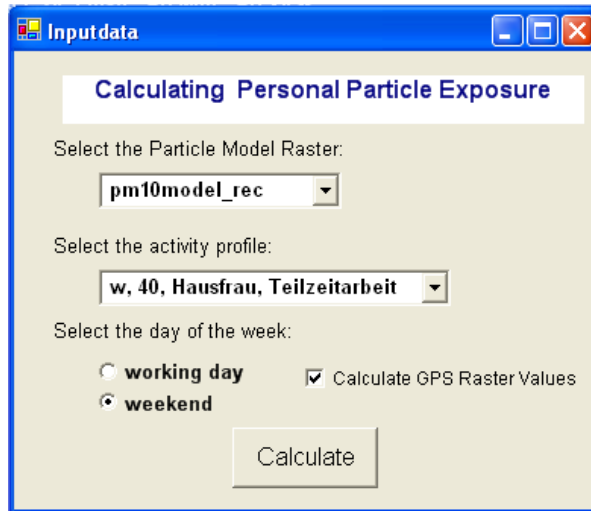 Inputdata
Calculating Personal Particle Exposure
Select the Particle Model Raster:
pm10model_rec
Select the activity profile:
w, 40, Hausfrau, Teilzeitarbeit
Select the day of the week:
working day
Calculate GPS Raster Values
weekend
Calculate